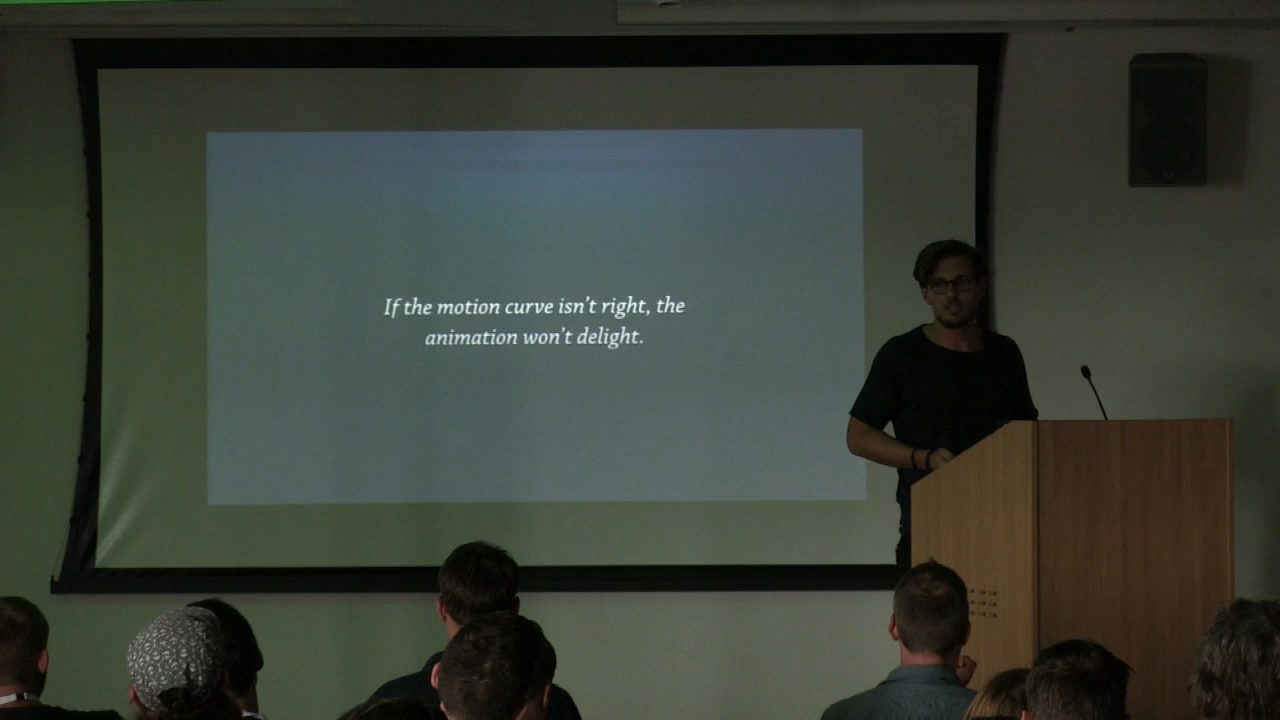 If the motion curve isn't right, the
animation won't delight.